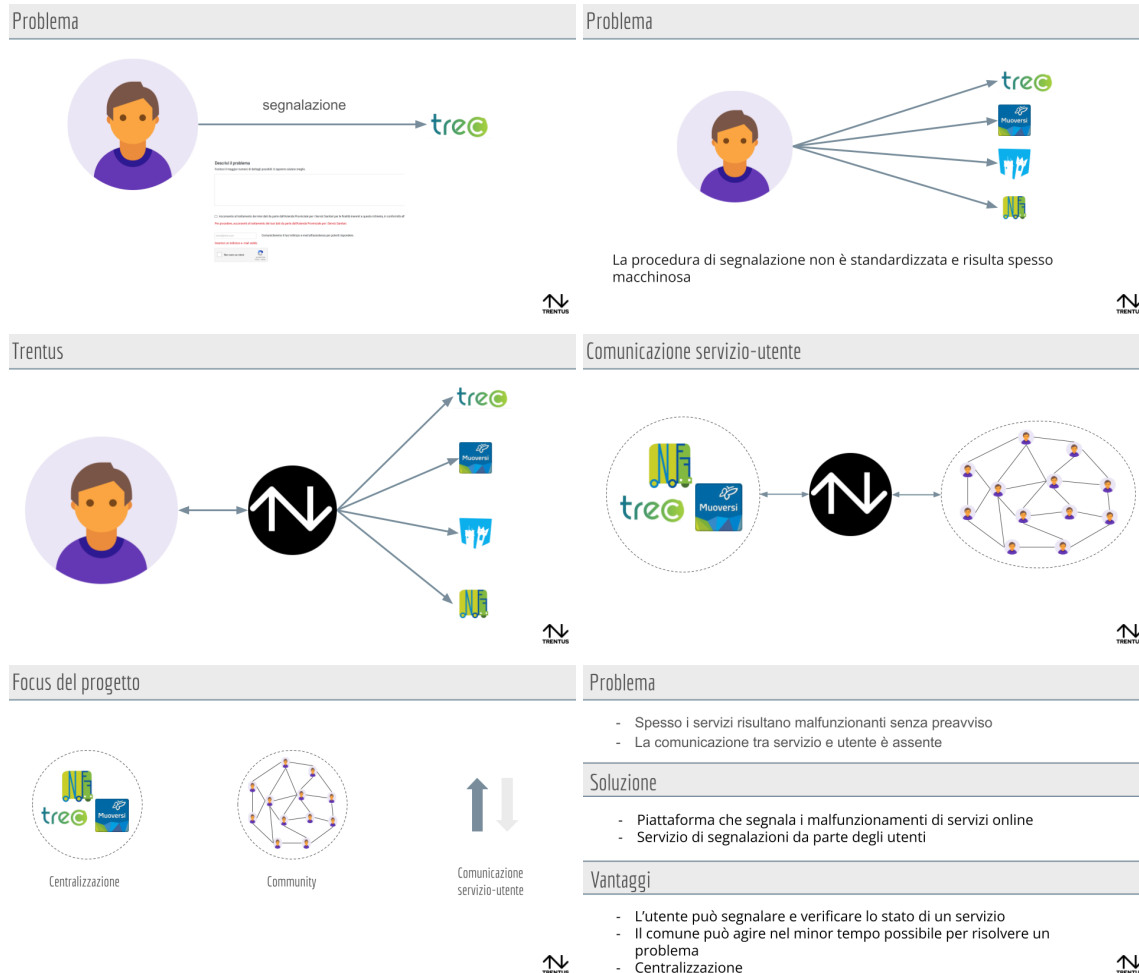 Problema
segnalazione
trec
Descrivi il problema
TRENTUS
Problema
trec
Muoversi
La procedura di segnalazione non è standardizzata e risulta spesso
macchinosa
TRENTUS
Trentus
trec
Muoversi
TRENTUS
Comunicazione servizio-utente
trec
Muoversi
TRENTUS
Focus del progetto
trec
Muoversi
Centralizzazione
Community
Comunicazione
servizio-utente
TRENTUS
Problema
- Spesso i servizi risultano malfunzionanti senza preavviso
- La comunicazione tra servizio e utente è assente
Soluzione
- Piattaforma che segnala i malfunzionamenti di servizi online
- Servizio di segnalazioni da parte degli utenti
Vantaggi
- L'utente può segnalare e verificare lo stato di un servizio
- Il comune può agire nel minor tempo possibile per risolvere un
problema
- Centralizzazione
TRENTUS